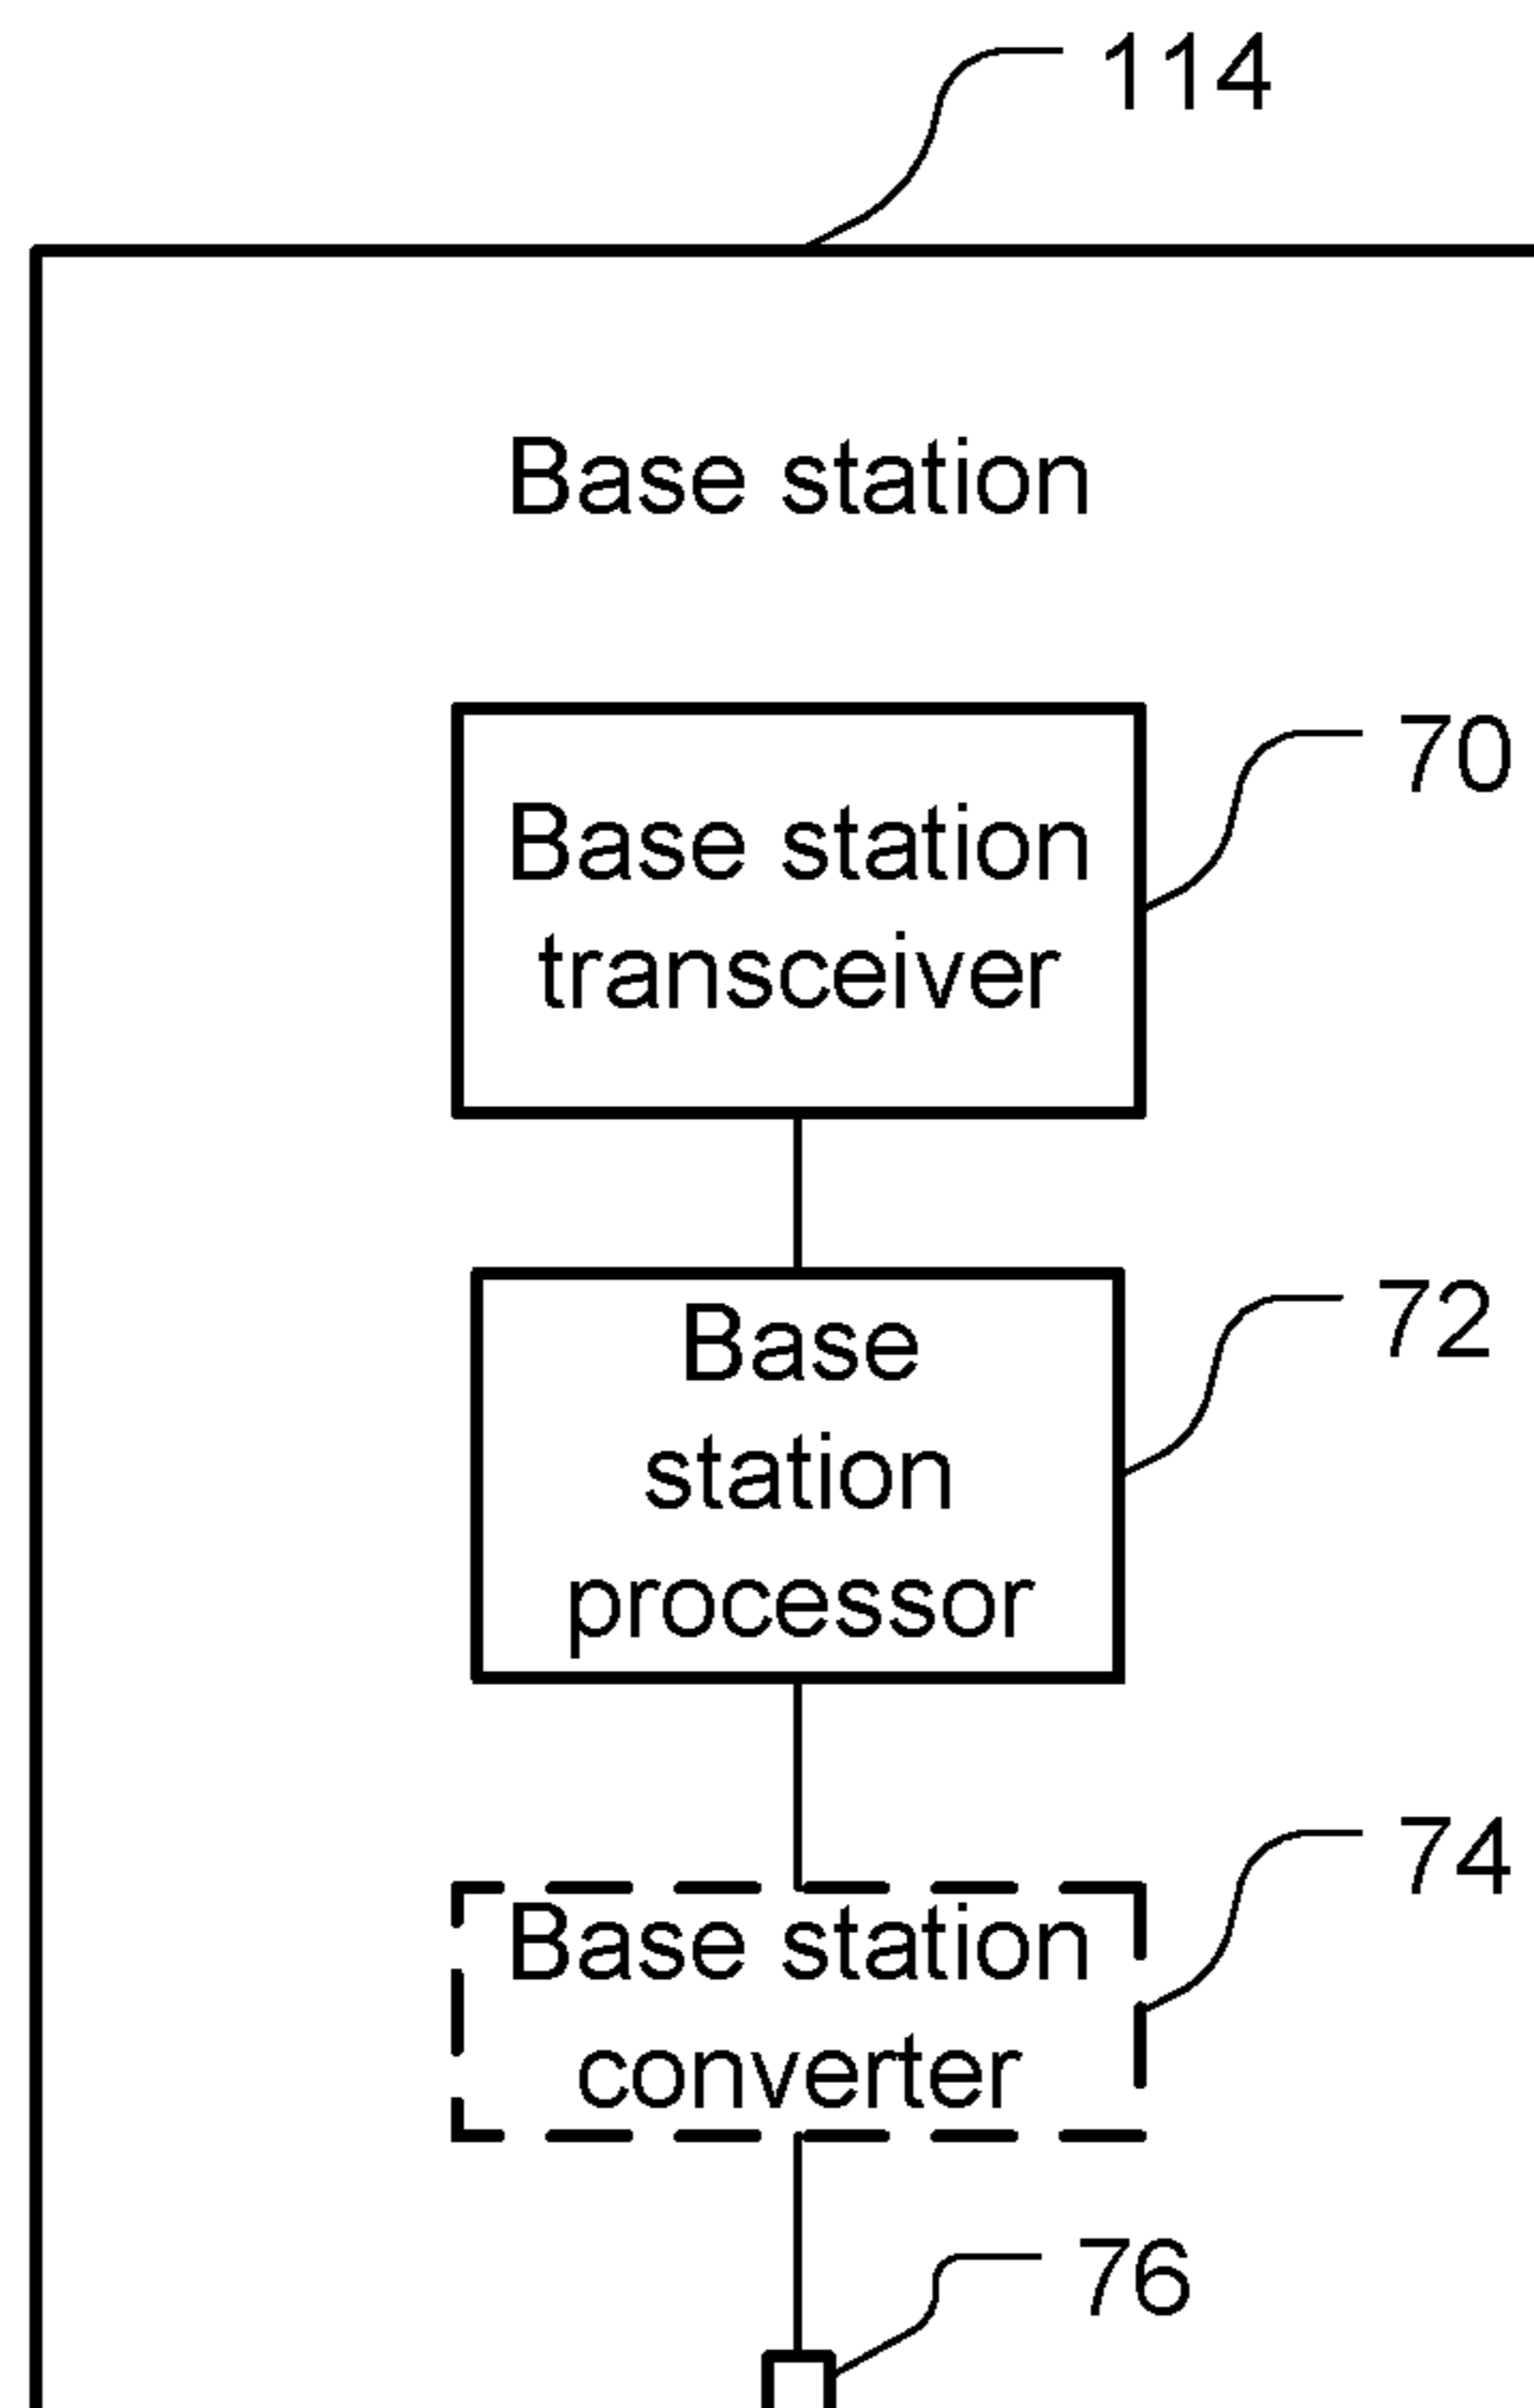 114
Base station
70
Base station
transceiver
72
Base
station
processor
74
Base station
converter
76